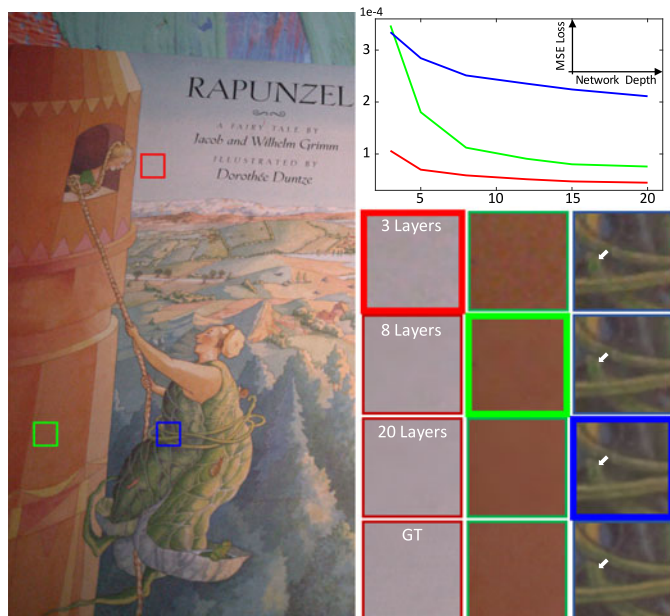 RAPUNZEL
A FAIRY TALE BY
Jacob and Wilhelm Grimm
ILLUSTRATED BY
Dorothée Duntze
1e-4
3
2
1
5
10
15
20
MSE Loss
Network Depth
3 Layers
8 Layers
20 Layers
GT